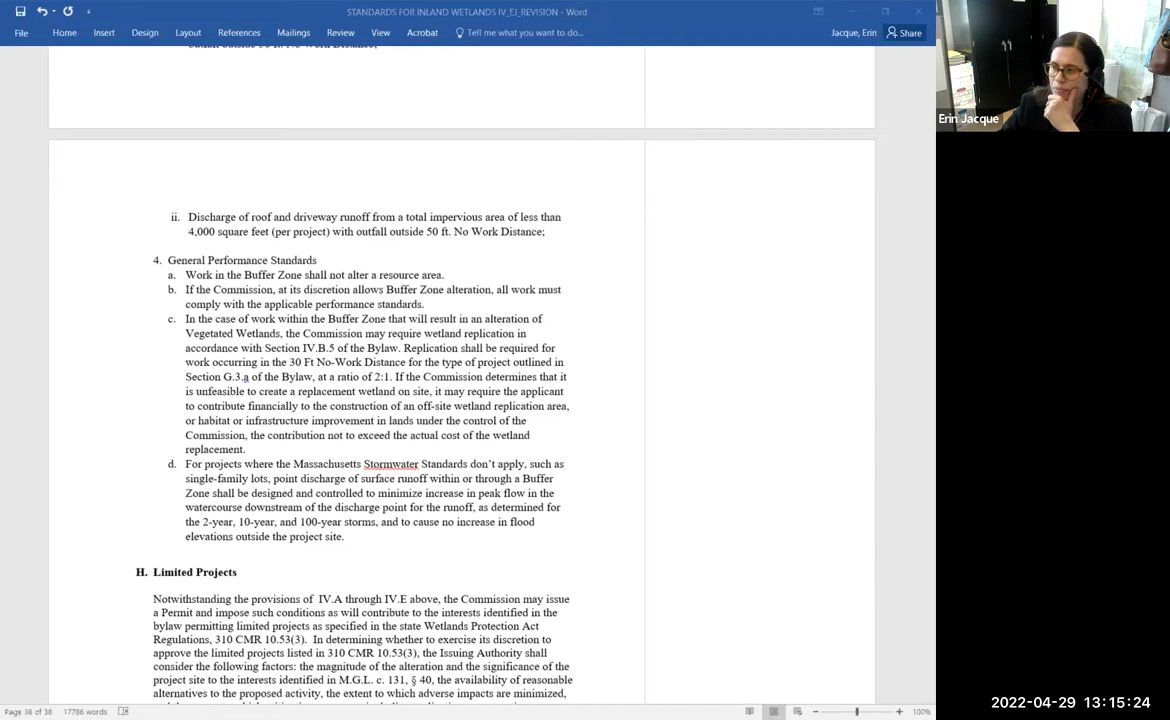 STANDARDS FOR INLAND WETLANDS IV_EJ_REVISION - Word
File Home Insert Design Layout References Mailings Review View Acrobat Tell me what you want to do... Jacque, Erin Share
Erin Jacque
ii. Discharge of roof and driveway runoff from a total impervious area of less than
4,000 square feet (per project) with outfall outside 50 ft. No Work Distance;
4. General Performance Standards
a. Work in the Buffer Zone shall not alter a resource area.
b. If the Commission, at its discretion allows Buffer Zone alteration, all work must
comply with the applicable performance standards.
c. In the case of work within the Buffer Zone that will result in an alteration of
Vegetated Wetlands, the Commission may require wetland replication in
accordance with Section IV.B.5 of the Bylaw. Replication shall be required for
work occurring in the 30 Ft No-Work Distance for the type of project outlined in
Section G.3.a of the Bylaw, at a ratio of 2:1. If the Commission determines that it
is unfeasible to create a replacement wetland on site, it may require the applicant
to contribute financially to the construction of an off-site wetland replication area,
or habitat or infrastructure improvement in lands under the control of the
Commission, the contribution not to exceed the actual cost of the wetland
replacement.
d. For projects where the Massachusetts Stormwater Standards don't apply, such as
single-family lots, point discharge of surface runoff within or through a Buffer
Zone shall be designed and controlled to minimize increase in peak flow in the
watercourse downstream of the discharge point for the runoff, as determined for
the 2-year, 10-year, and 100-year storms, and to cause no increase in flood
elevations outside the project site.
H. Limited Projects
Notwithstanding the provisions of IV.A through IV.E above, the Commission may issue
a Permit and impose such conditions as will contribute to the interests identified in the
bylaw permitting limited projects as specified in the state Wetlands Protection Act
Regulations, 310 CMR 10.53(3). In determining whether to exercise its discretion to
approve the limited projects listed in 310 CMR 10.53(3), the Issuing Authority shall
consider the following factors: the magnitude of the alteration and the significance of the
project site to the interests identified in M.G.L. c. 131, § 40, the availability of reasonable
alternatives to the proposed activity, the extent to which adverse impacts are minimized,
Page 38 of 38 17786 words 100%
2022-04-29 13:15:24